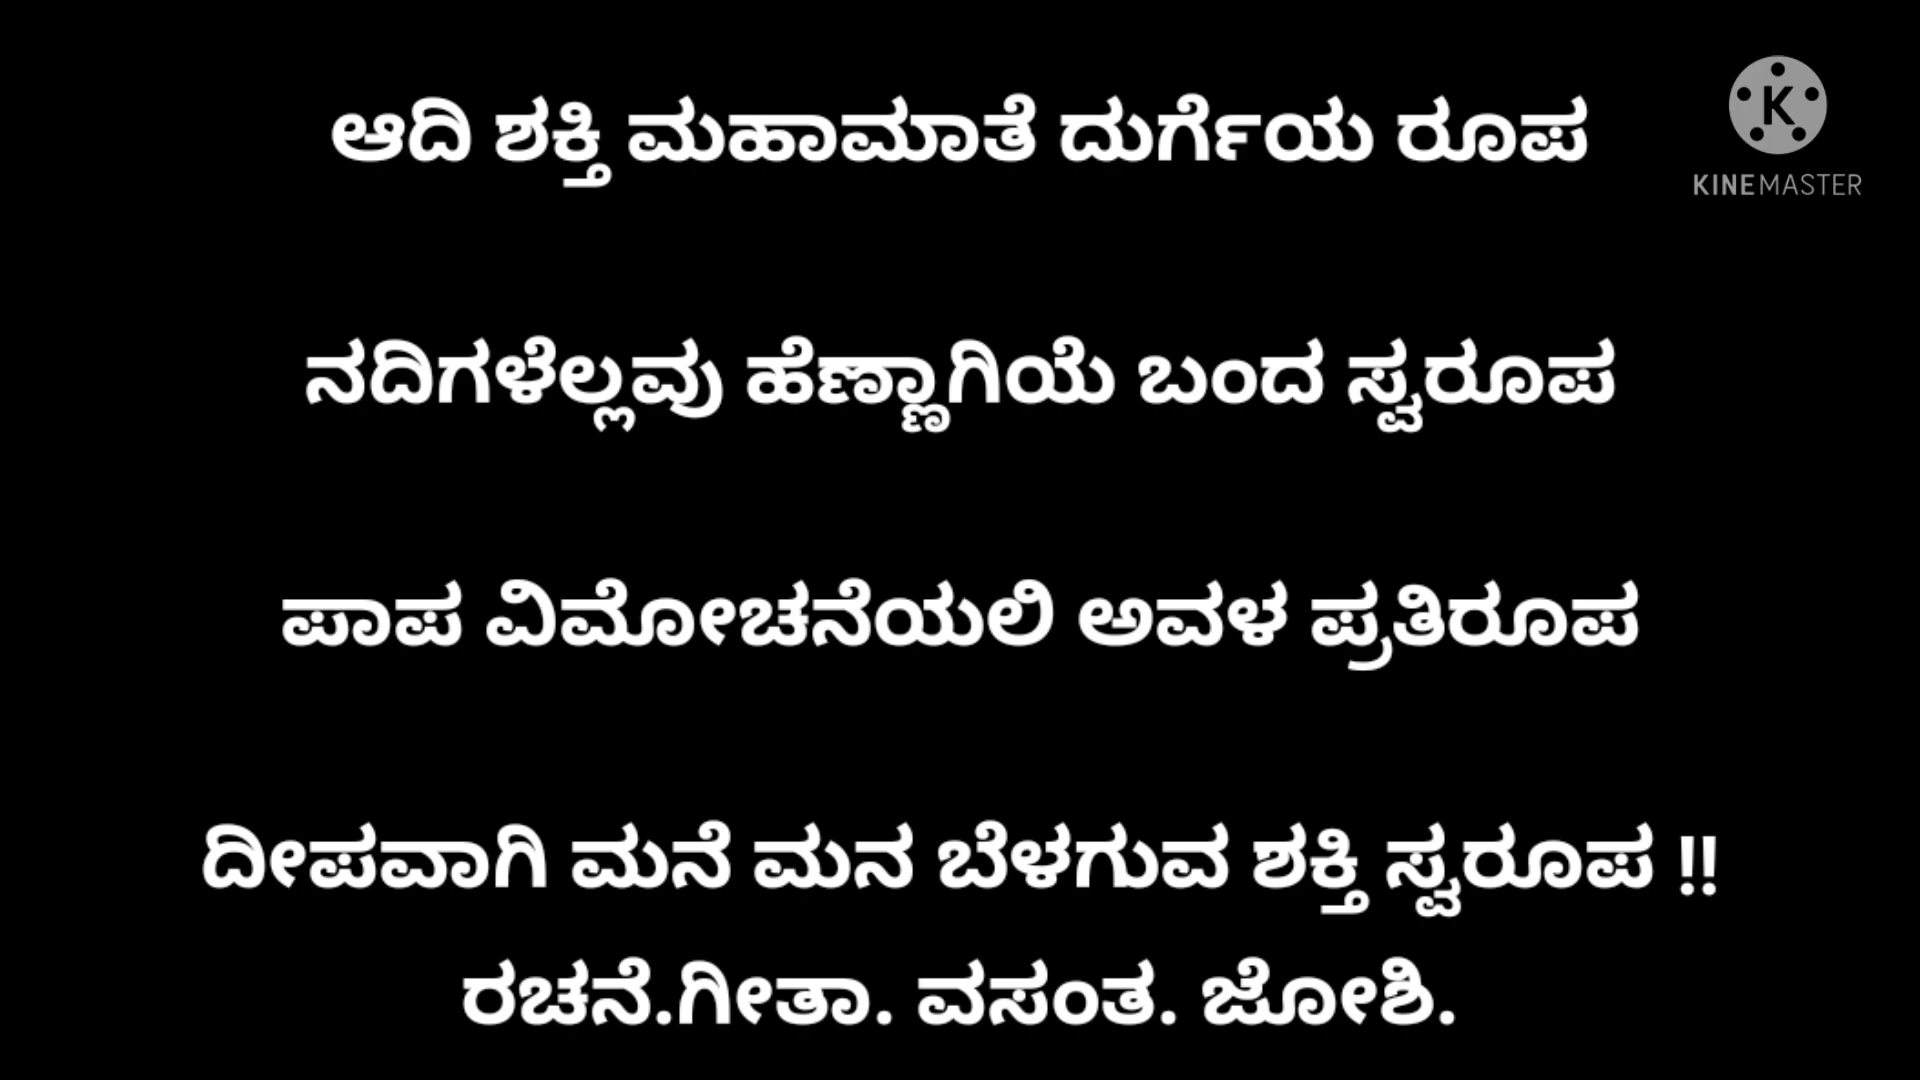 ಆದಿ ಶಕ್ತಿ ಮಹಾಮಾತೆ ದುರ್ಗೆಯ ರೂಪ
K
KINEMASTER
ನದಿಗಳೆಲ್ಲವು ಹೆಣ್ಣಾಗಿಯೆ ಬಂದ ಸ್ವರೂಪ
ಪಾಪ ವಿಮೋಚನೆಯಲಿ ಅವಳ ಪ್ರತಿರೂಪ
ದೀಪವಾಗಿ ಮನೆ ಮನ ಬೆಳಗುವ ಶಕ್ತಿ ಸ್ವರೂಪ !!
ರಚನೆ.ಗೀತಾ. ವಸಂತ. ಜೋಶಿ.